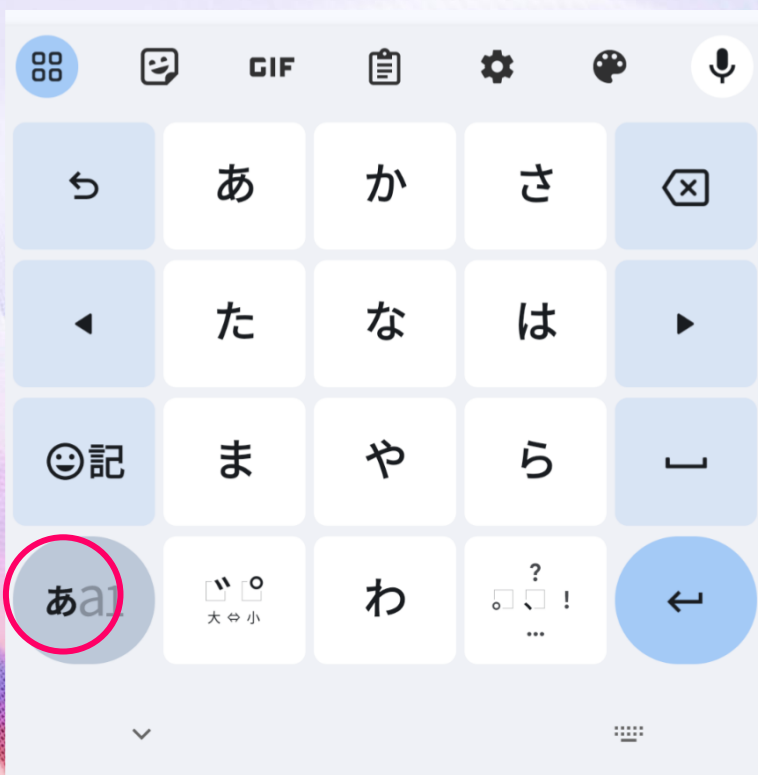 GIF
あ か さ
た な は
記 ま や ら
あa1 ゛゜ わ 。、?!…
大⇔小